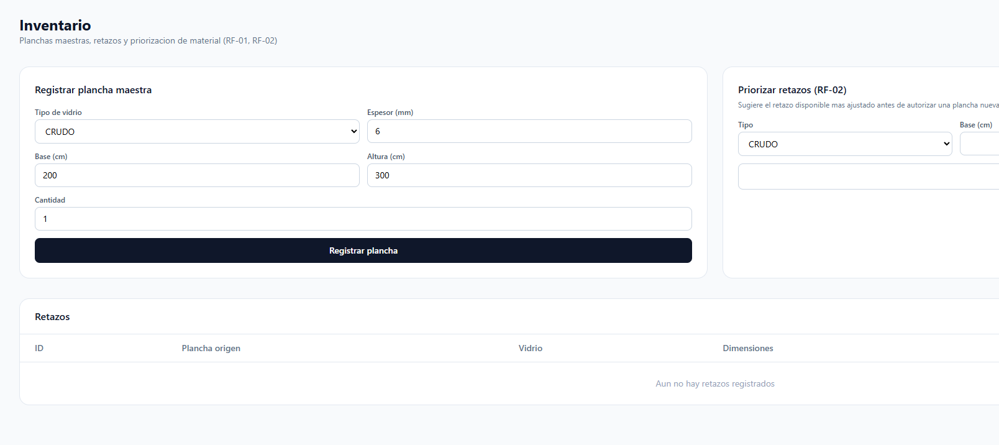 Inventario
Planchas maestras, retazos y priorizacion de material (RF-01, RF-02)
Registrar plancha maestra
Tipo de vidrio
Espesor (mm)
CRUDO
6
Base (cm)
Altura (cm)
200
300
Cantidad
1
Registrar plancha
Priorizar retazos (RF-02)
Sugiere el retazo disponible mas ajustado antes de autorizar una plancha nueva
Tipo
Base (cm)
CRUDO
Retazos
ID
Plancha origen
Vidrio
Dimensiones
Aun no hay retazos registrados